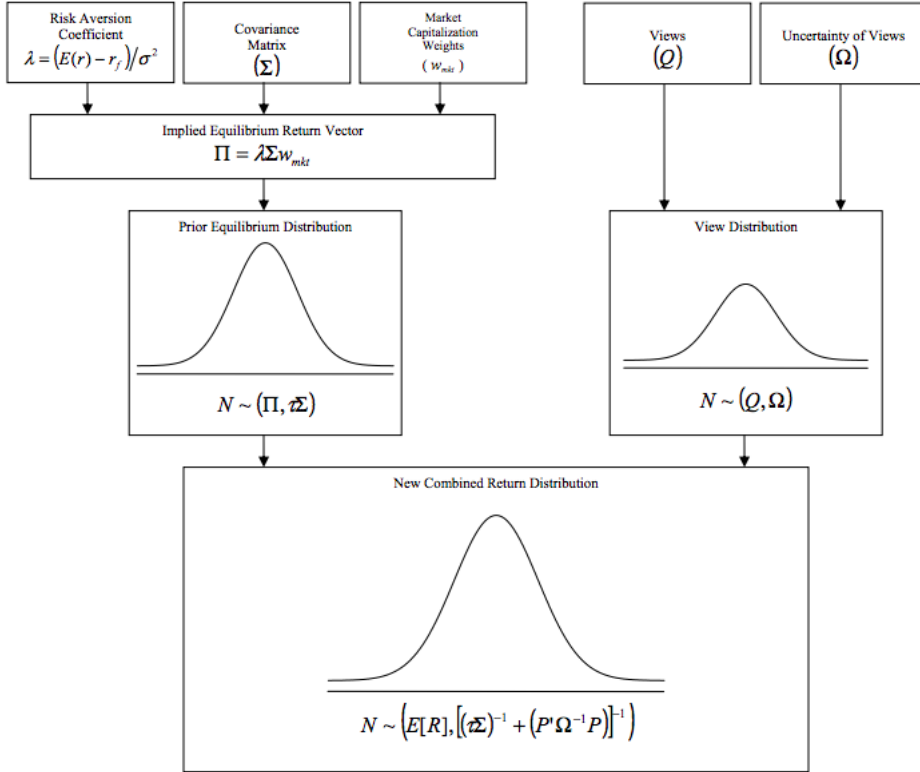 Risk Aversion
Coefficient
λ = (E(r) − r_f)/σ²
Covariance
Matrix
(Σ)
Market
Capitalization
Weights
( w_mkt )
Views
(Q)
Uncertainty of Views
(Ω)
Implied Equilibrium Return Vector
Π = λΣw_mkt
Prior Equilibrium Distribution
N ~ (Π, τΣ)
View Distribution
N ~ (Q, Ω)
New Combined Return Distribution
N ~ (E[R], [(τΣ)⁻¹ + (P'Ω⁻¹P)]⁻¹)